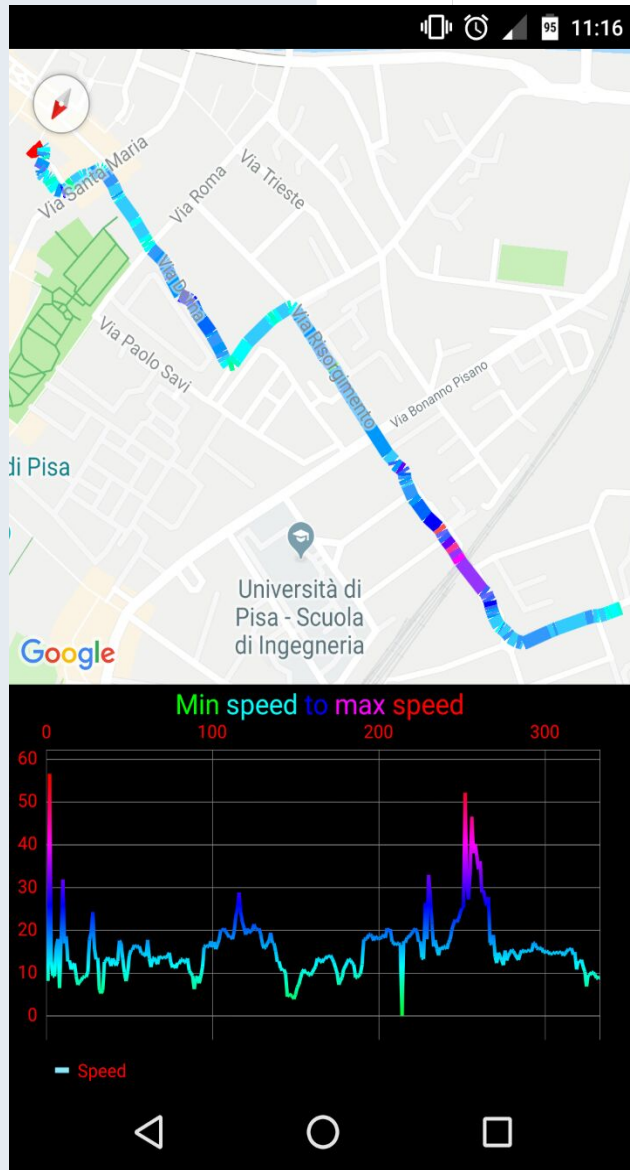 95 11:16
Via Santa Maria
Via Roma
Via Trieste
Via D
Via Risorgimento
Via Paolo Savi
Via Bonanno Pisano
di Pisa
Università di
Pisa - Scuola
di Ingegneria
Google
Min speed to max speed
0 100 200 300
60
50
40
30
20
10
0
Speed